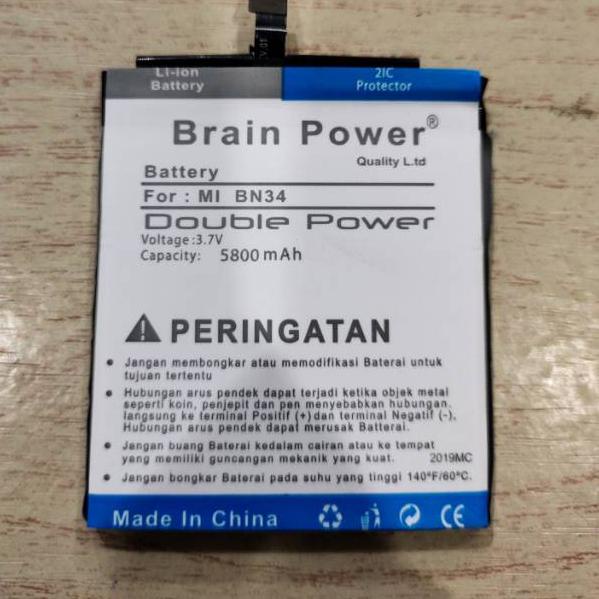 V.01
Li-ion
Battery
2IC
Protector
Brain Power®
Quality L.td
Battery
For : MI BN34
Double Power
Voltage :3.7V
Capacity: 5800 mAh
PERINGATAN
• Jangan membongkar atau memodifikasi Baterai untuk
tujuan tertentu
• Hubungan arus pendek dapat terjadi ketika objek metal
seperti koin, penjepit dan pen menyebabkan hubungan.
langsung ke terminal Positif (+)dan terminal Negatif (-).
Hubungan arus pendek dapat merusak Batterai.
• Jangan buang Baterai kedalam cairan atau ke tempat
yang memiliki guncangan mekanik yang kuat. 2019MC
• Jangan bongkar Baterai pada suhu yang tinggi 140°F/60°C.
Made In China CE